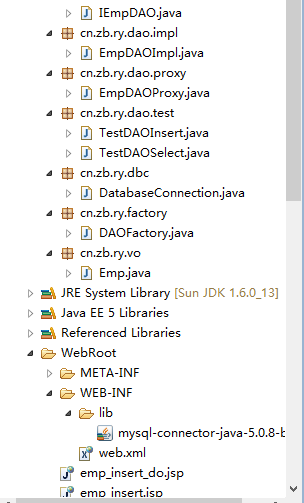 IEmpDAO.java
cn.zb.ry.dao.impl
EmpDAOImpl.java
cn.zb.ry.dao.proxy
EmpDAOProxy.java
cn.zb.ry.dao.test
TestDAOInsert.java
TestDAOSelect.java
cn.zb.ry.dbc
DatabaseConnection.java
cn.zb.ry.factory
DAOFactory.java
cn.zb.ry.vo
Emp.java
JRE System Library [Sun JDK 1.6.0_13]
Java EE 5 Libraries
Referenced Libraries
WebRoot
META-INF
WEB-INF
lib
mysql-connector-java-5.0.8-b
web.xml
emp_insert_do.jsp
emp_insert.jsp